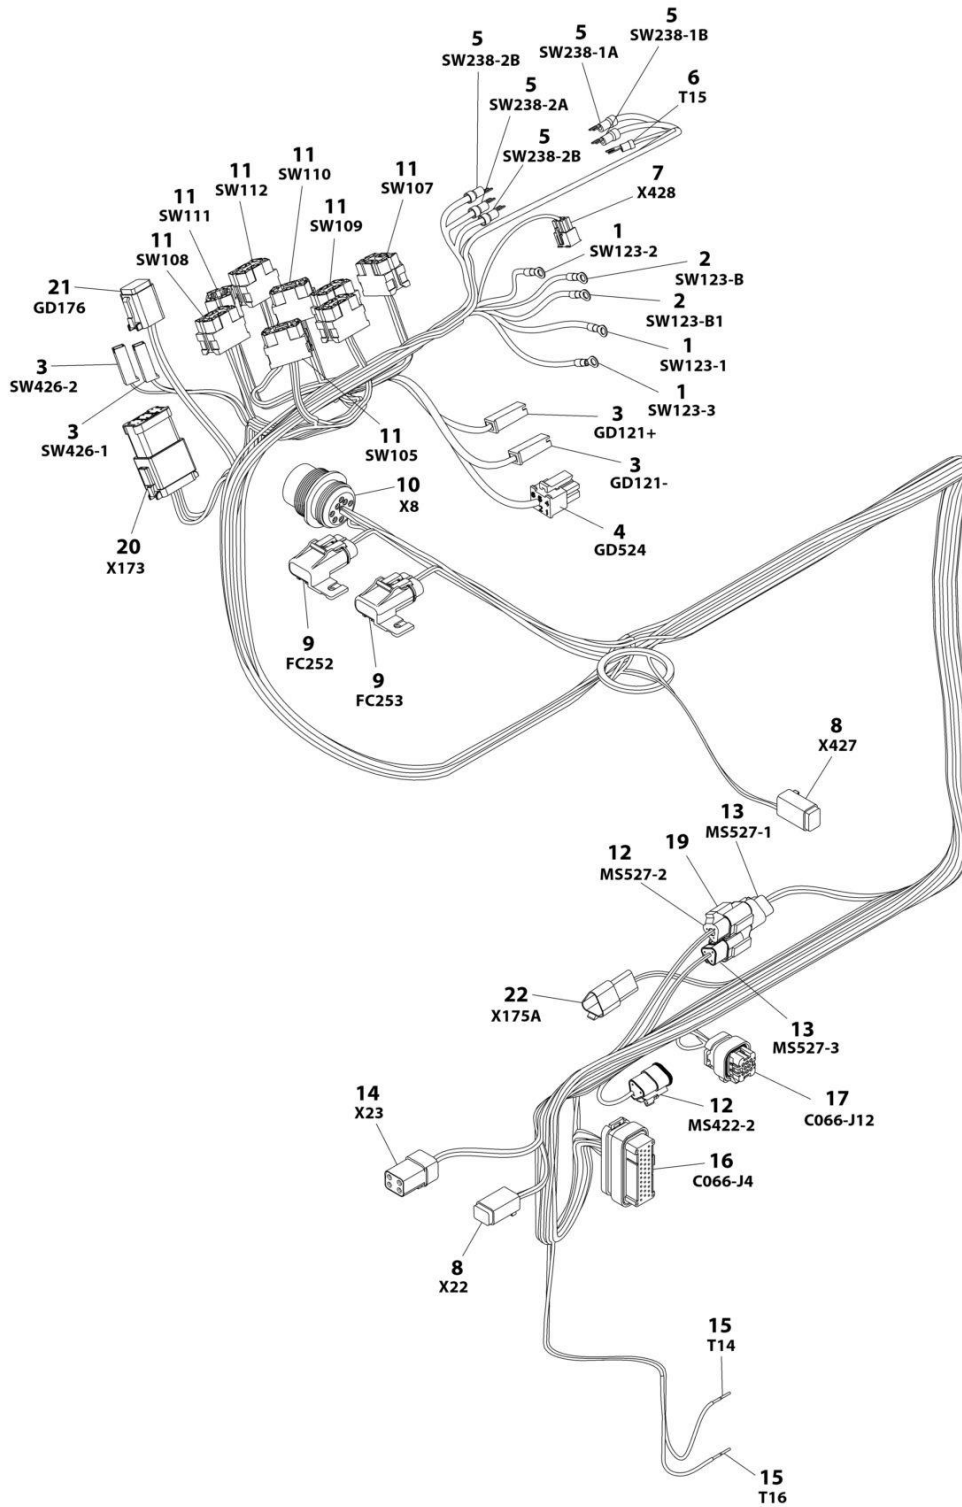 5
SW238-1B
5
SW238-1A
5
SW238-2B
6
T15
5
SW238-2A
5
SW238-2B
7
X428
11
SW110
11
SW107
11
SW112
11
SW111
11
SW109
11
SW108
1
SW123-2
2
SW123-B
21
GD176
2
SW123-B1
1
SW123-1
3
SW426-2
1
SW123-3
3
GD121+
3
SW426-1
11
SW105
3
GD121-
10
X8
4
GD524
20
X173
9
FC252
9
FC253
8
X427
13
MS527-1
19
12
MS527-2
22
X175A
13
MS527-3
14
X23
12
MS422-2
17
C066-J12
16
C066-J4
8
X22
15
T14
15
T16